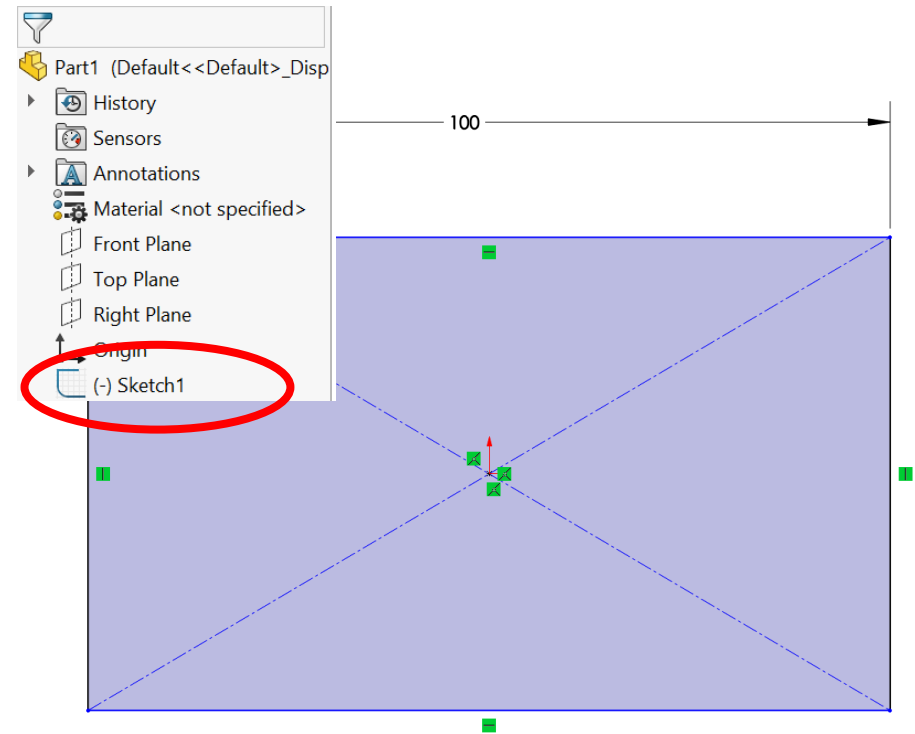 Part1 (Default<<Default>_Disp
History
100
Sensors
Annotations
Material <not specified>
Front Plane
Top Plane
Right Plane
Origin
(-) Sketch1